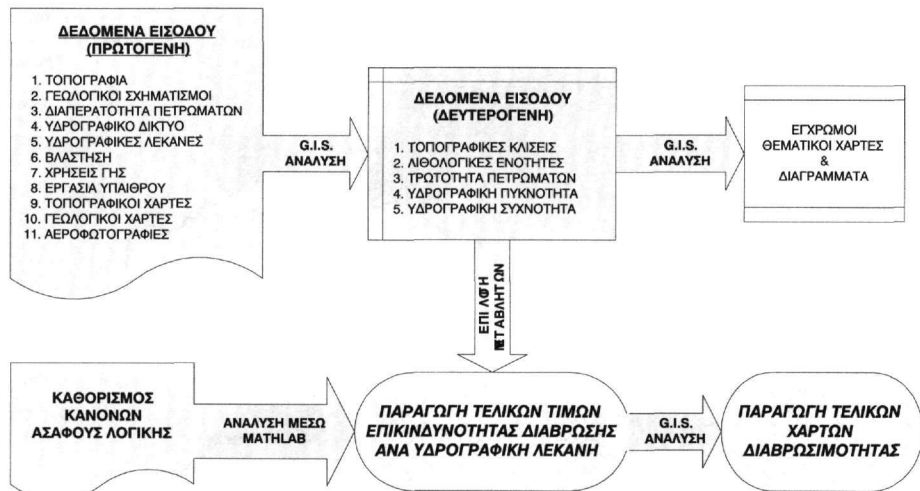 ΔΕΔΟΜΕΝΑ ΕΙΣΟΔΟΥ
(ΠΡΩΤΟΓΕΝΗ)
1. ΤΟΠΟΓΡΑΦΙΑ
2. ΓΕΩΛΟΓΙΚΟΙ ΣΧΗΜΑΤΙΣΜΟΙ
3. ΔΙΑΠΕΡΑΤΟΤΗΤΑ ΠΕΤΡΩΜΑΤΩΝ
4. ΥΔΡΟΓΡΑΦΙΚΟ ΔΙΚΤΥΟ
5. ΥΔΡΟΓΡΑΦΙΚΕΣ ΛΕΚΑΝΕΣ
6. ΒΛΑΣΤΗΣΗ
7. ΧΡΗΣΕΙΣ ΓΗΣ
8. ΕΡΓΑΣΙΑ ΥΠΑΙΘΡΟΥ
9. ΤΟΠΟΓΡΑΦΙΚΟΙ ΧΑΡΤΕΣ
10. ΓΕΩΛΟΓΙΚΟΙ ΧΑΡΤΕΣ
11. ΑΕΡΟΦΩΤΟΓΡΑΦΙΕΣ
G.I.S.
ΑΝΑΛΥΣΗ
ΔΕΔΟΜΕΝΑ ΕΙΣΟΔΟΥ
(ΔΕΥΤΕΡΟΓΕΝΗ)
1. ΤΟΠΟΓΡΑΦΙΚΕΣ ΚΛΙΣΕΙΣ
2. ΛΙΘΟΛΟΓΙΚΕΣ ΕΝΟΤΗΤΕΣ
3. ΤΡΩΤΟΤΗΤΑ ΠΕΤΡΩΜΑΤΩΝ
4. ΥΔΡΟΓΡΑΦΙΚΗ ΠΥΚΝΟΤΗΤΑ
5. ΥΔΡΟΓΡΑΦΙΚΗ ΣΥΧΝΟΤΗΤΑ
G.I.S.
ΑΝΑΛΥΣΗ
ΕΓΧΡΩΜΟΙ
ΘΕΜΑΤΙΚΟΙ ΧΑΡΤΕΣ
&
ΔΙΑΓΡΑΜΜΑΤΑ
ΚΑΘΟΡΙΣΜΟΣ
ΚΑΝΟΝΩΝ
ΑΣΑΦΟΥΣ ΛΟΓΙΚΗΣ
ΑΝΑΛΥΣΗ ΜΕΣΩ
MATHLAB
ΠΑΡΑΓΩΓΗ ΤΕΛΙΚΩΝ ΤΙΜΩΝ
ΕΠΙΚΙΝΔΥΝΟΤΗΤΑΣ ΔΙΑΒΡΩΣΗΣ
ΑΝΑ ΥΔΡΟΓΡΑΦΙΚΗ ΛΕΚΑΝΗ
G.I.S.
ΑΝΑΛΥΣΗ
ΠΑΡΑΓΩΓΗ ΤΕΛΙΚΩΝ
ΧΑΡΤΩΝ
ΔΙΑΒΡΩΣΙΜΟΤΗΤΑΣ